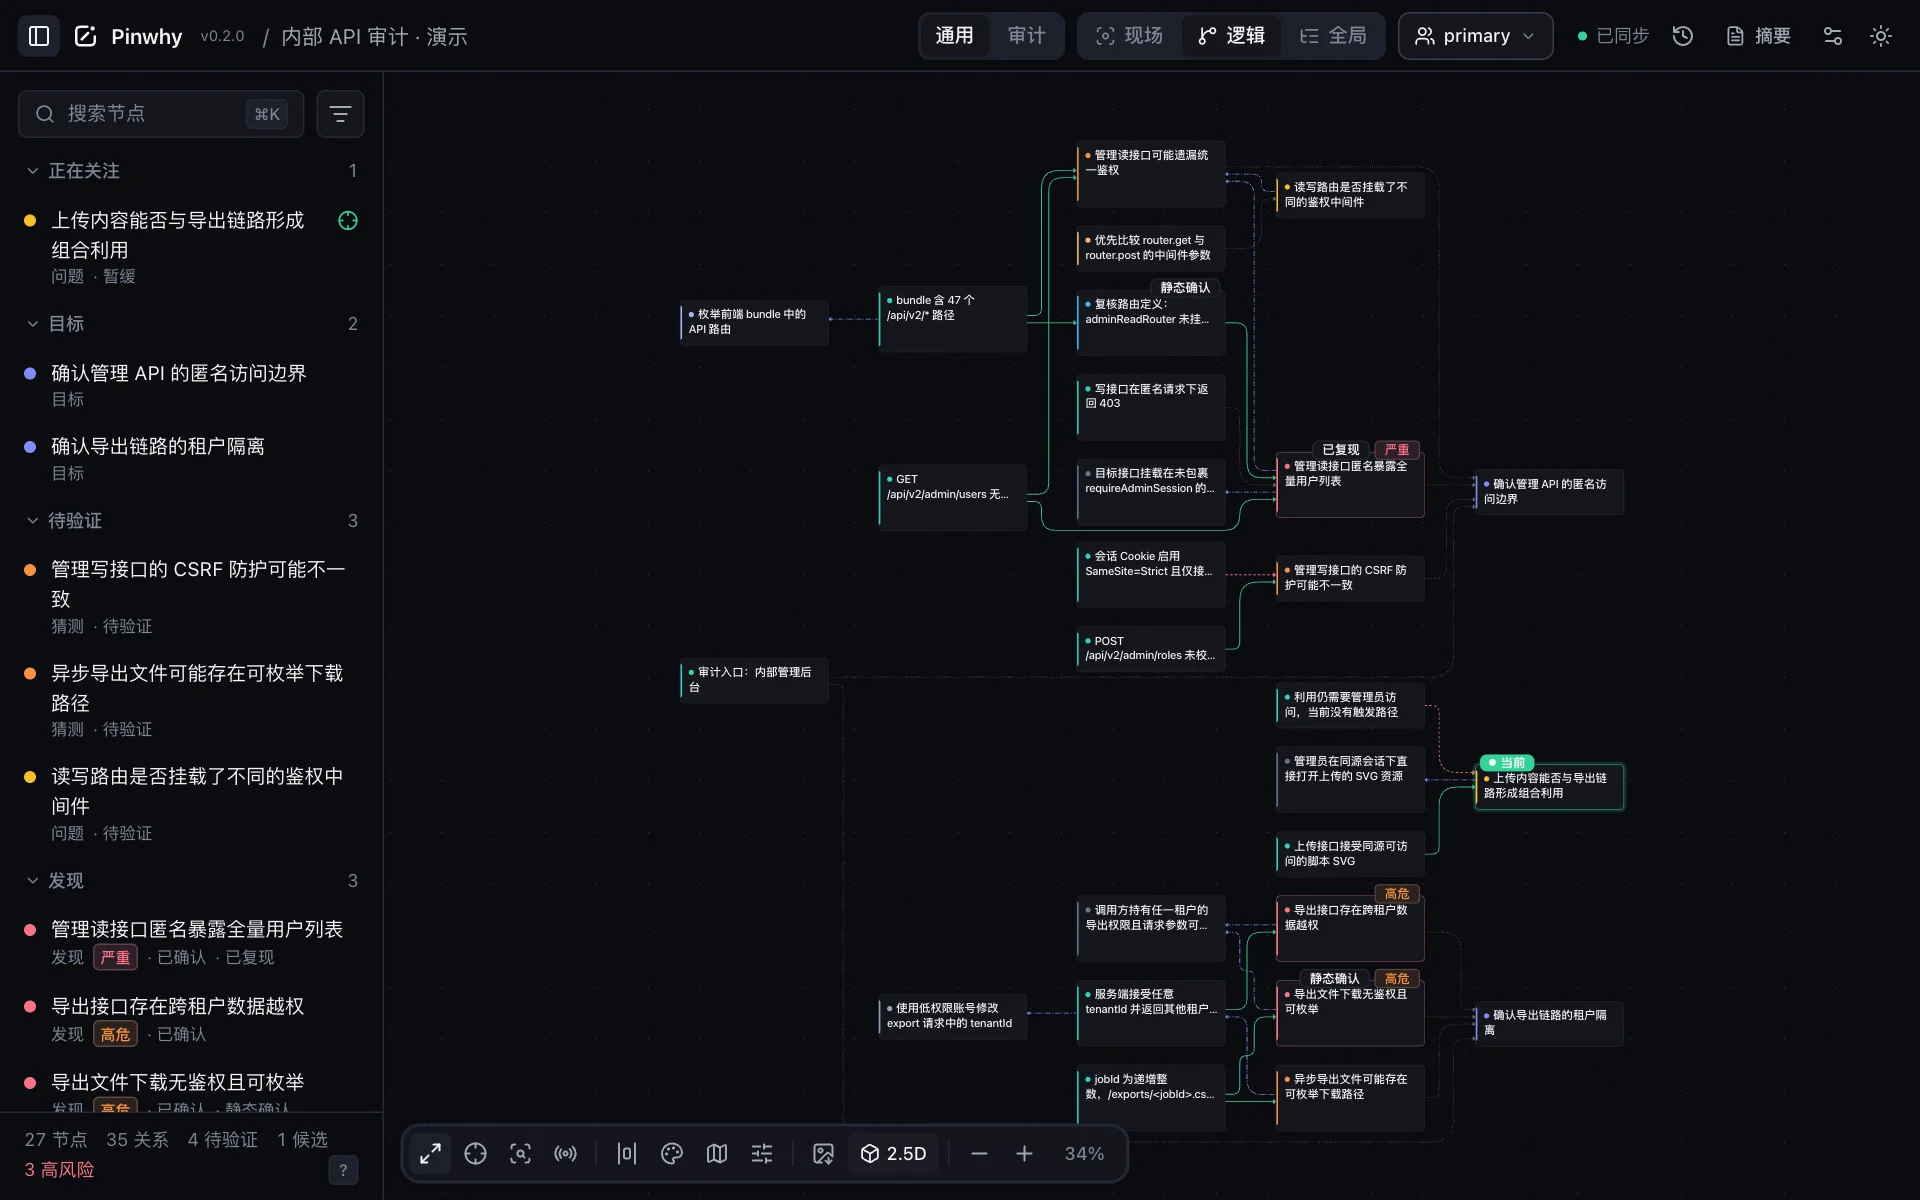 Pinwhy v0.2.0 / 内部 API 审计 · 演示
通用 审计 现场 逻辑 全局 primary 已同步 摘要
搜索节点 ⌘K
正在关注 1
上传内容能否与导出链路形成
组合利用
问题 · 暂缓
目标 2
确认管理 API 的匿名访问边界
目标
确认导出链路的租户隔离
目标
待验证 3
管理写接口的 CSRF 防护可能不一
致
猜测 · 待验证
异步导出文件可能存在可枚举下载
路径
猜测 · 待验证
读写路由是否挂载了不同的鉴权中
间件
问题 · 待验证
发现 3
管理读接口匿名暴露全量用户列表
发现 严重 · 已确认 · 已复现
导出接口存在跨租户数据越权
发现 高危 · 已确认
导出文件下载无鉴权且可枚举
发现 高危 · 已确认 · 静态确认
27 节点 35 关系 4 待验证 1 候选
3 高风险 ?
枚举前端 bundle 中的
API 路由
审计入口：内部管理后
台
bundle 含 47 个
/api/v2/* 路径
GET
/api/v2/admin/users 无...
使用低权限账号修改
export 请求中的 tenantId
管理读接口可能遗漏统
一鉴权
优先比较 router.get 与
router.post 的中间件参数
静态确认
复核路由定义：
adminReadRouter 未挂...
写接口在匿名请求下返
回 403
目标接口挂载在未包裹
requireAdminSession 的...
会话 Cookie 启用
SameSite=Strict 且仅接...
POST
/api/v2/admin/roles 未校...
调用方持有任一租户的
导出权限且请求参数可...
服务端接受任意
tenantId 并返回其他租户...
jobId 为递增整
数，/exports/<jobId>.cs...
读写路由是否挂载了不
同的鉴权中间件
已复现 严重
管理读接口匿名暴露全
量用户列表
管理写接口的 CSRF 防
护可能不一致
利用仍需要管理员访
问，当前没有触发路径
管理员在同源会话下直
接打开上传的 SVG 资源
上传接口接受同源可访
问的脚本 SVG
高危
导出接口存在跨租户数
据越权
静态确认 高危
导出文件下载无鉴权且
可枚举
异步导出文件可能存在
可枚举下载路径
确认管理 API 的匿名访
问边界
当前
上传内容能否与导出链
路形成组合利用
确认导出链路的租户隔
离
2.5D 34%